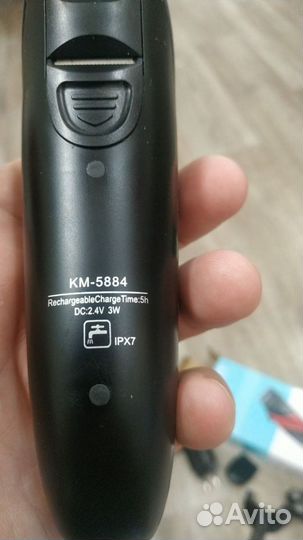 KM-5884
RechargeableChargeTime:5h
DC:2.4V 3W
IPX7
Avito